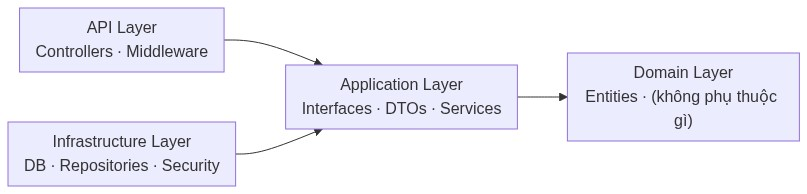 API Layer
Controllers · Middleware
Infrastructure Layer
DB · Repositories · Security
Application Layer
Interfaces · DTOs · Services
Domain Layer
Entities · (không phụ thuộc
gì)